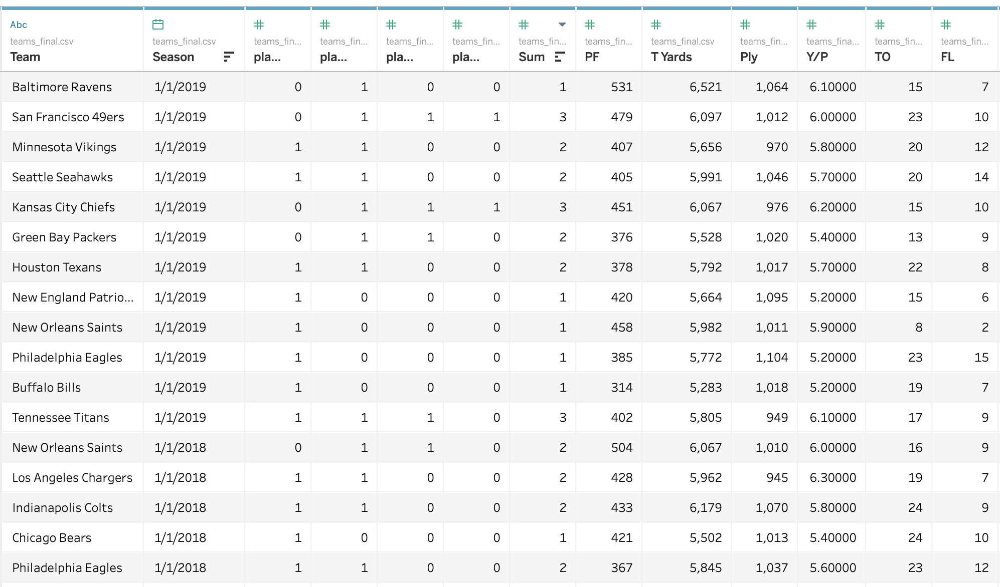 Abc
teams_final.csv teams_final.csv teams_fin... teams_fin... teams_fin... teams_fin... teams_fin... teams_fin... teams_final.csv teams_fin... teams_fina... teams_fin... teams_fin...
Team Season pla... pla... pla... pla... Sum PF T Yards Ply Y/P TO FL
Baltimore Ravens 1/1/2019 0 1 0 0 1 531 6,521 1,064 6.10000 15 7
San Francisco 49ers 1/1/2019 0 1 1 1 3 479 6,097 1,012 6.00000 23 10
Minnesota Vikings 1/1/2019 1 1 0 0 2 407 5,656 970 5.80000 20 12
Seattle Seahawks 1/1/2019 1 1 0 0 2 405 5,991 1,046 5.70000 20 14
Kansas City Chiefs 1/1/2019 0 1 1 1 3 451 6,067 976 6.20000 15 10
Green Bay Packers 1/1/2019 0 1 1 0 2 376 5,528 1,020 5.40000 13 9
Houston Texans 1/1/2019 1 1 0 0 2 378 5,792 1,017 5.70000 22 8
New England Patrio... 1/1/2019 1 0 0 0 1 420 5,664 1,095 5.20000 15 6
New Orleans Saints 1/1/2019 1 0 0 0 1 458 5,982 1,011 5.90000 8 2
Philadelphia Eagles 1/1/2019 1 0 0 0 1 385 5,772 1,104 5.20000 23 15
Buffalo Bills 1/1/2019 1 0 0 0 1 314 5,283 1,018 5.20000 19 7
Tennessee Titans 1/1/2019 1 1 1 0 3 402 5,805 949 6.10000 17 9
New Orleans Saints 1/1/2018 0 1 1 0 2 504 6,067 1,010 6.00000 16 9
Los Angeles Chargers 1/1/2018 1 1 0 0 2 428 5,962 945 6.30000 19 7
Indianapolis Colts 1/1/2018 1 1 0 0 2 433 6,179 1,070 5.80000 24 9
Chicago Bears 1/1/2018 1 0 0 0 1 421 5,502 1,013 5.40000 24 10
Philadelphia Eagles 1/1/2018 1 1 0 0 2 367 5,845 1,037 5.60000 23 12